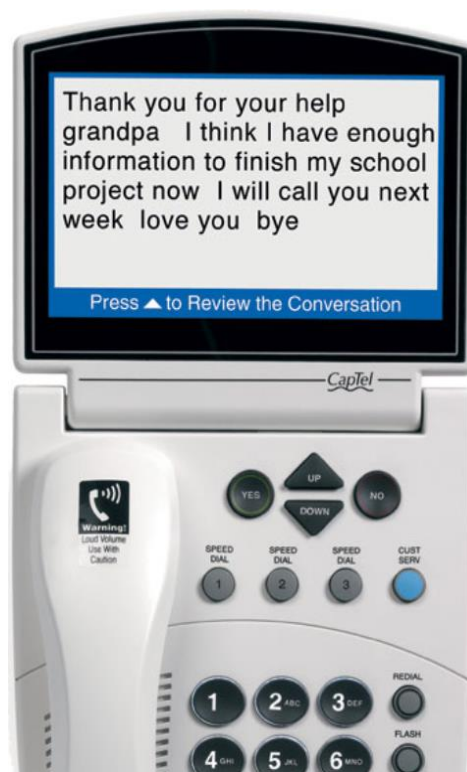 Thank you for your help
grandpa   I think I have enough
information to finish my school
project now  I will call you next
week  love you  bye
Press ▲ to Review the Conversation
CapTel
Warning!
Loud Volume
Use With
Caution
YES
UP
DOWN
NO
SPEED DIAL
SPEED DIAL
SPEED DIAL
CUST SERV
1
2
3
REDIAL
1
2 ABC
3 DEF
FLASH
4 GHI
5 JKL
6 MNO